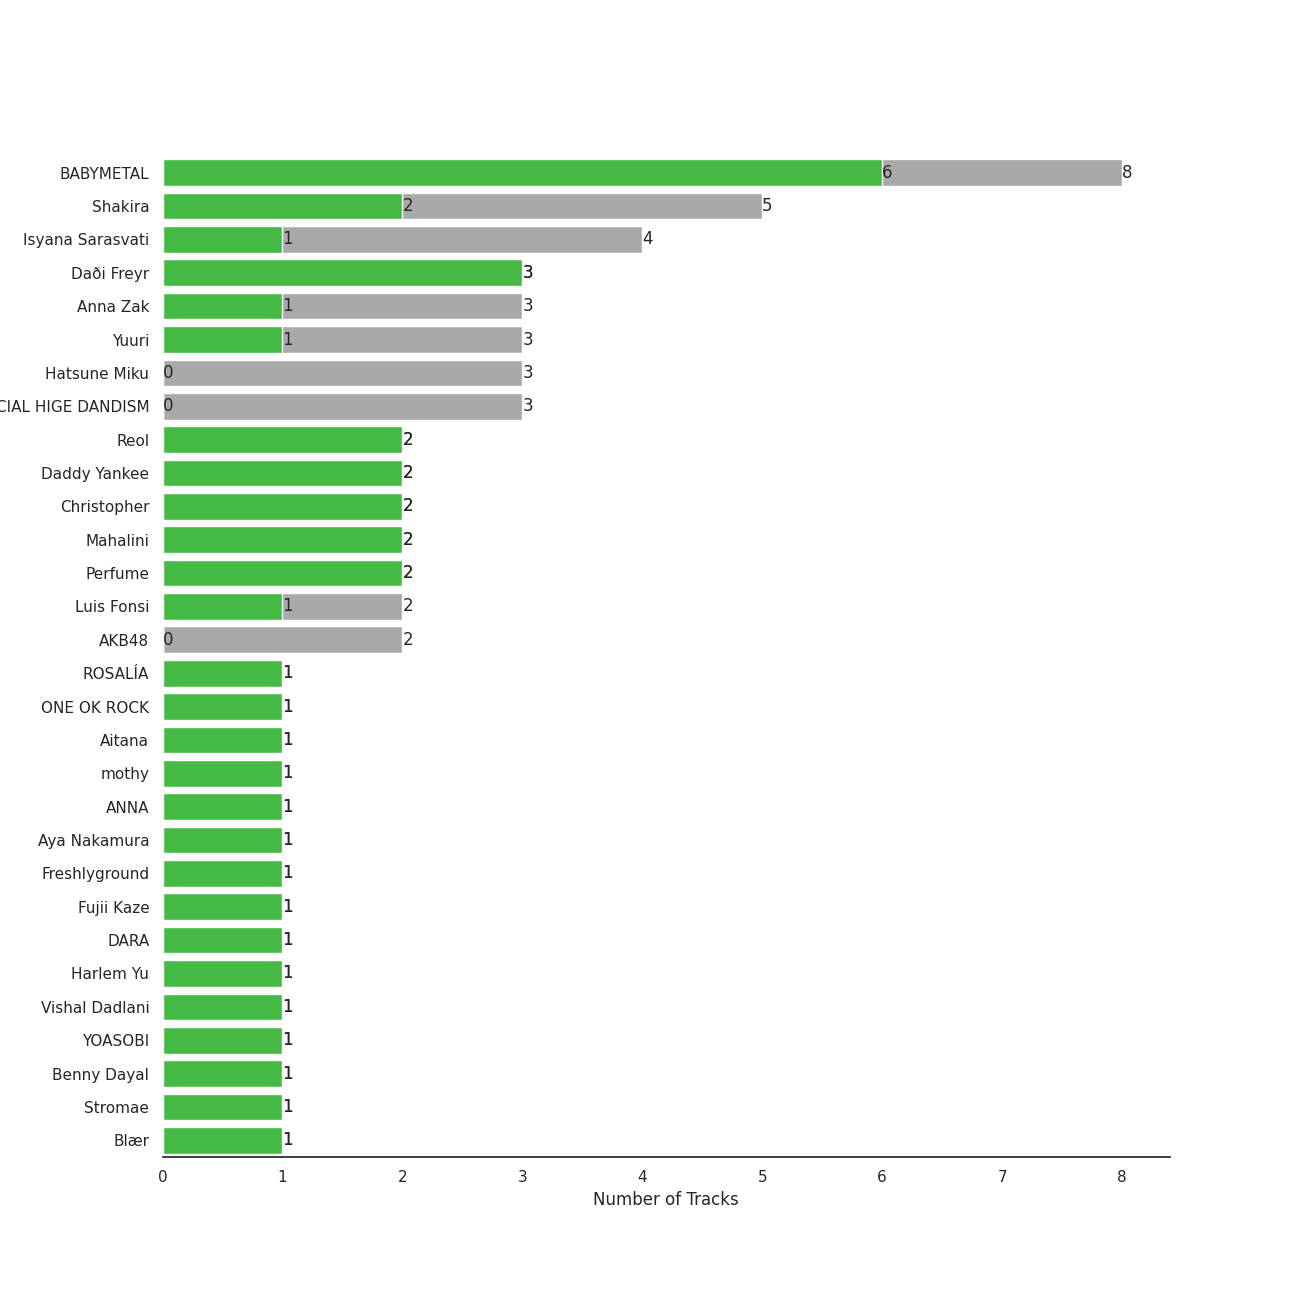 BABYMETAL 6 8
Shakira 2 5
Isyana Sarasvati 1 4
Daði Freyr 3
Anna Zak 1 3
Yuuri 1 3
Hatsune Miku 0 3
CIAL HIGE DANDISM 0 3
Reol 2
Daddy Yankee 2
Christopher 2
Mahalini 2
Perfume 2
Luis Fonsi 1 2
AKB48 0 2
ROSALÍA 1
ONE OK ROCK 1
Aitana 1
mothy 1
ANNA 1
Aya Nakamura 1
Freshlyground 1
Fujii Kaze 1
DARA 1
Harlem Yu 1
Vishal Dadlani 1
YOASOBI 1
Benny Dayal 1
Stromae 1
Blær 1
0 1 2 3 4 5 6 7 8
Number of Tracks